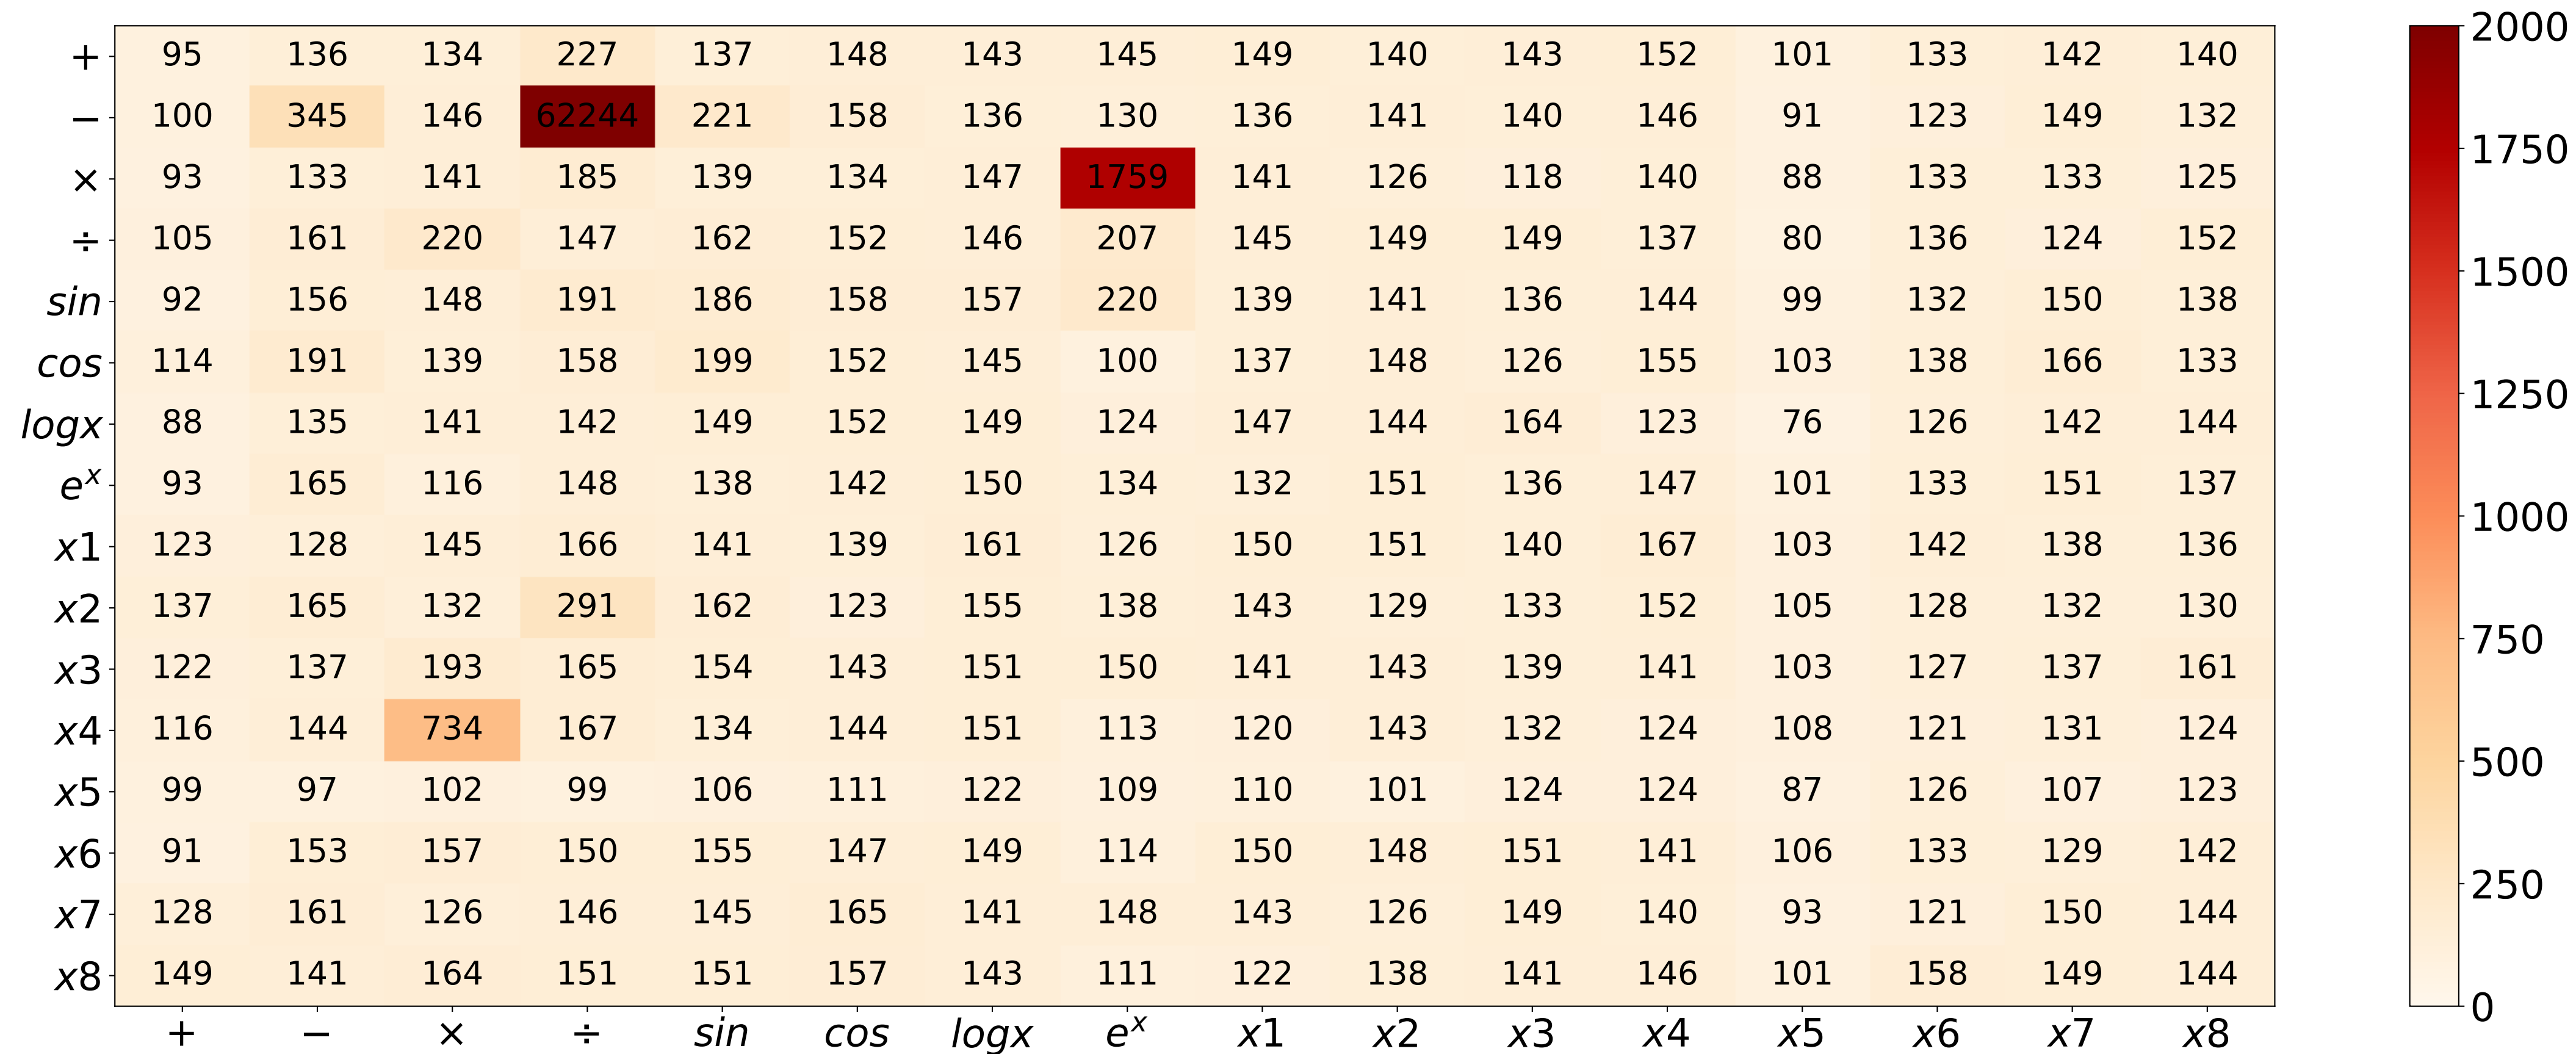 + 95 136 134 227 137 148 143 145 149 140 143 152 101 133 142 140
− 100 345 146 62244 221 158 136 130 136 141 140 146 91 123 149 132
× 93 133 141 185 139 134 147 1759 141 126 118 140 88 133 133 125
÷ 105 161 220 147 162 152 146 207 145 149 149 137 80 136 124 152
sin 92 156 148 191 186 158 157 220 139 141 136 144 99 132 150 138
cos 114 191 139 158 199 152 145 100 137 148 126 155 103 138 166 133
logx 88 135 141 142 149 152 149 124 147 144 164 123 76 126 142 144
e^x 93 165 116 148 138 142 150 134 132 151 136 147 101 133 151 137
x1 123 128 145 166 141 139 161 126 150 151 140 167 103 142 138 136
x2 137 165 132 291 162 123 155 138 143 129 133 152 105 128 132 130
x3 122 137 193 165 154 143 151 150 141 143 139 141 103 127 137 161
x4 116 144 734 167 134 144 151 113 120 143 132 124 108 121 131 124
x5 99 97 102 99 106 111 122 109 110 101 124 124 87 126 107 123
x6 91 153 157 150 155 147 149 114 150 148 151 141 106 133 129 142
x7 128 161 126 146 145 165 141 148 143 126 149 140 93 121 150 144
x8 149 141 164 151 151 157 143 111 122 138 141 146 101 158 149 144
+ − × ÷ sin cos logx e^x x1 x2 x3 x4 x5 x6 x7 x8
2000
1750
1500
1250
1000
750
500
250
0